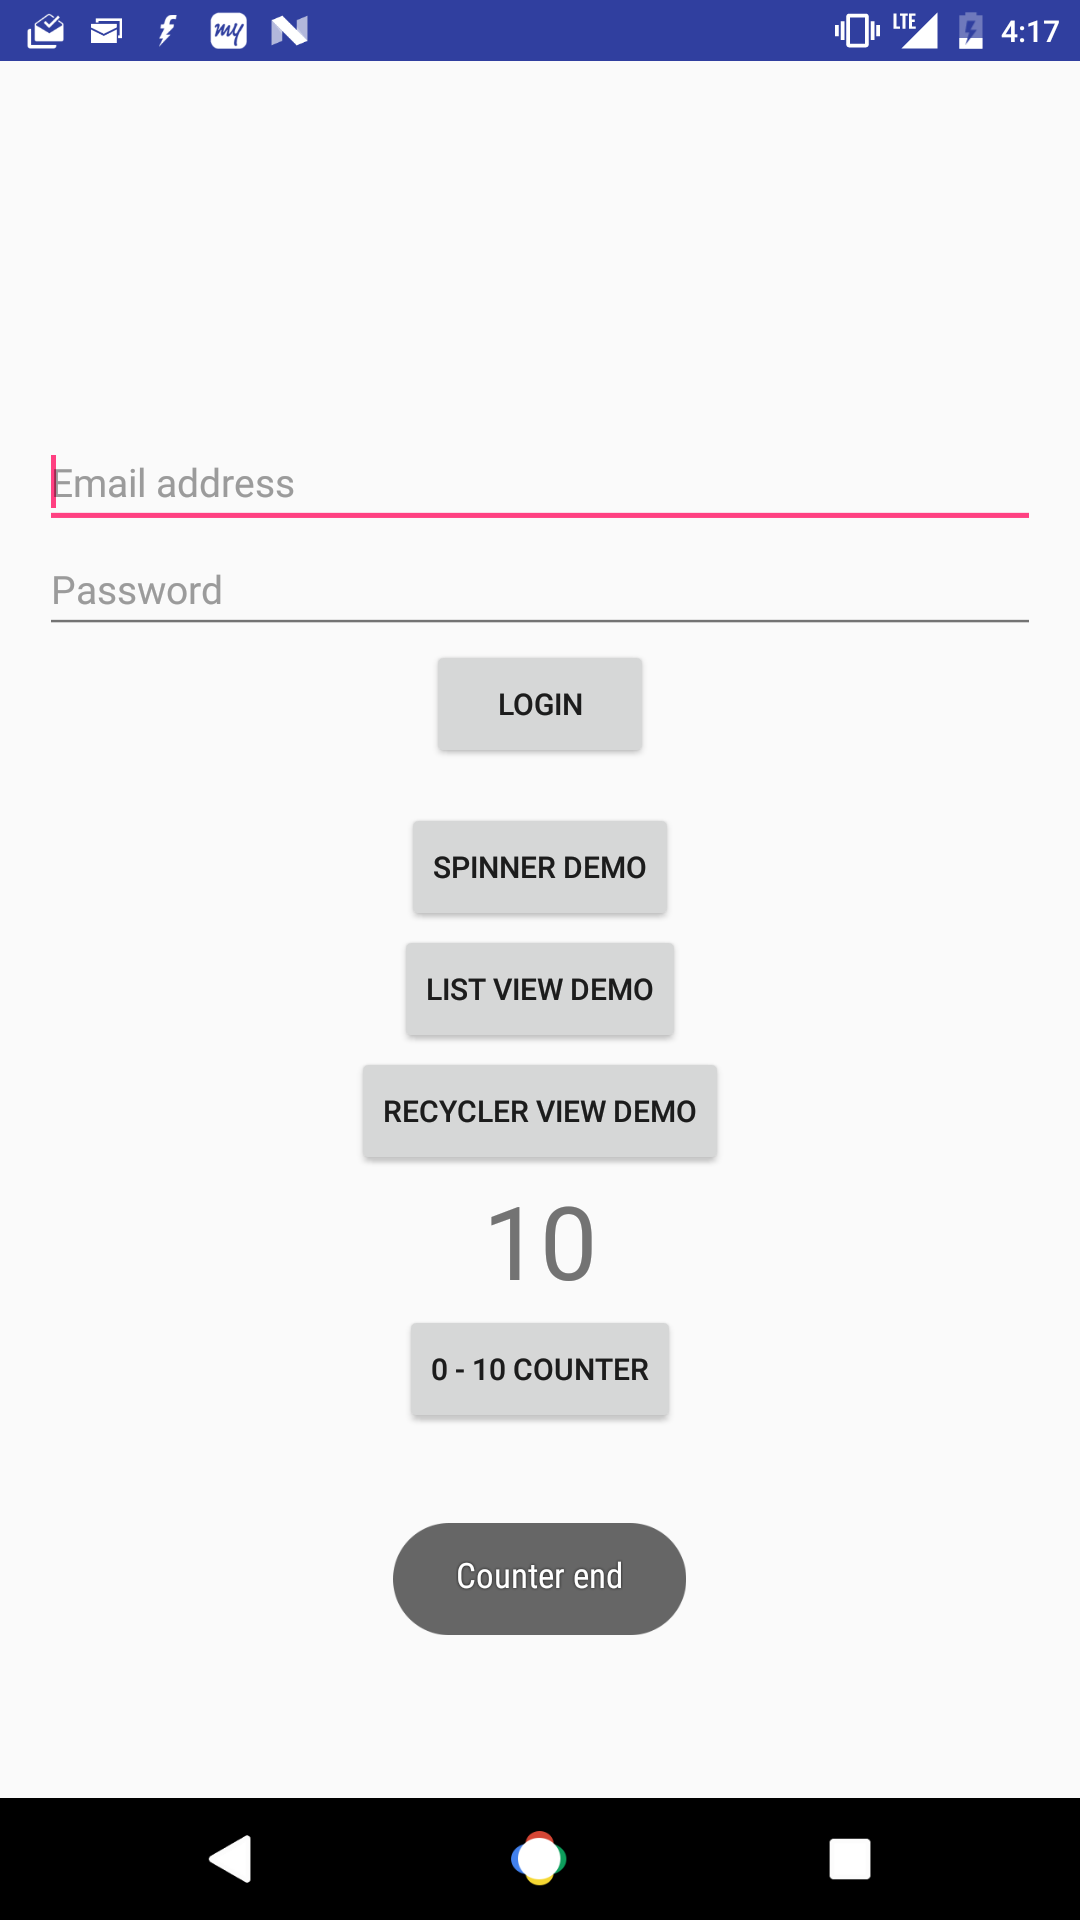 my LTE 4:17
Email address
Password
LOGIN
SPINNER DEMO
LIST VIEW DEMO
RECYCLER VIEW DEMO
10
0 - 10 COUNTER
Counter end